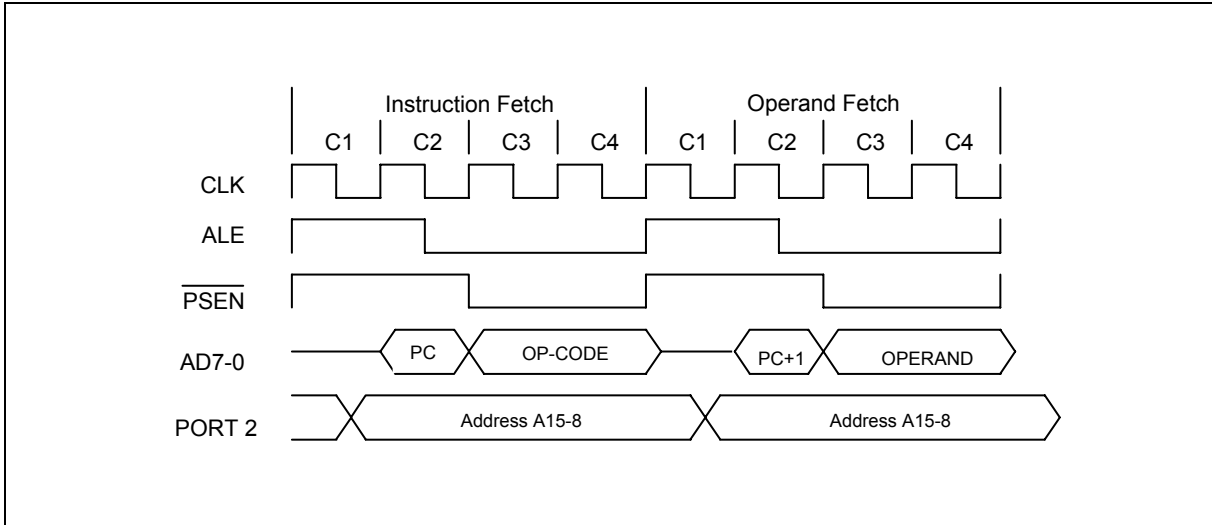 Instruction Fetch Operand Fetch
C1 C2 C3 C4 C1 C2 C3 C4
CLK
ALE
PSEN
AD7-0 PC OP-CODE PC+1 OPERAND
PORT 2 Address A15-8 Address A15-8